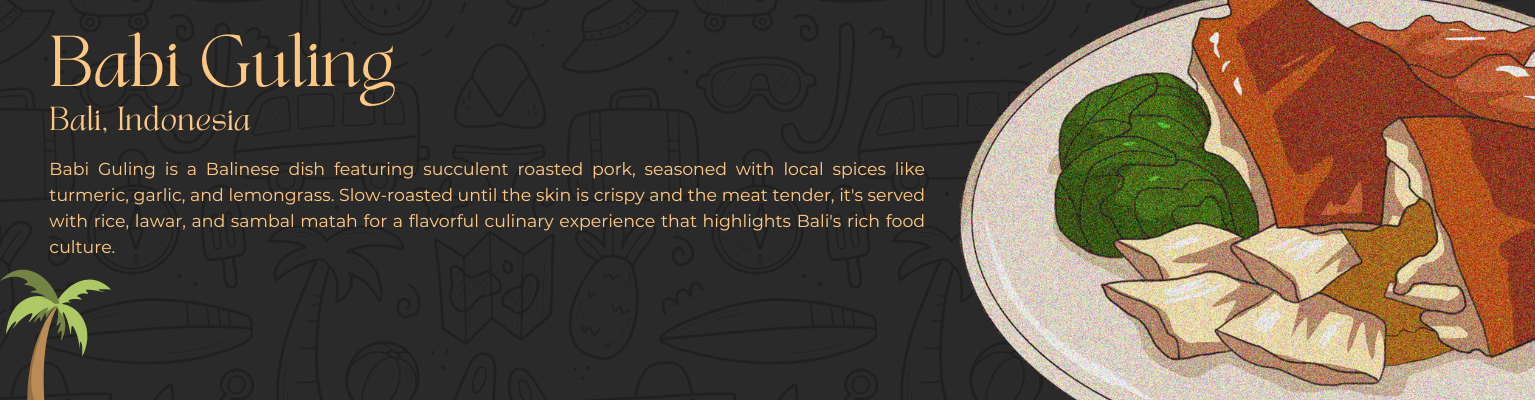 Babi Guling
Bali, Indonesia
Babi Guling is a Balinese dish featuring succulent roasted pork, seasoned with local spices like
turmeric, garlic, and lemongrass. Slow-roasted until the skin is crispy and the meat tender, it's served
with rice, lawar, and sambal matah for a flavorful culinary experience that highlights Bali's rich food
culture.